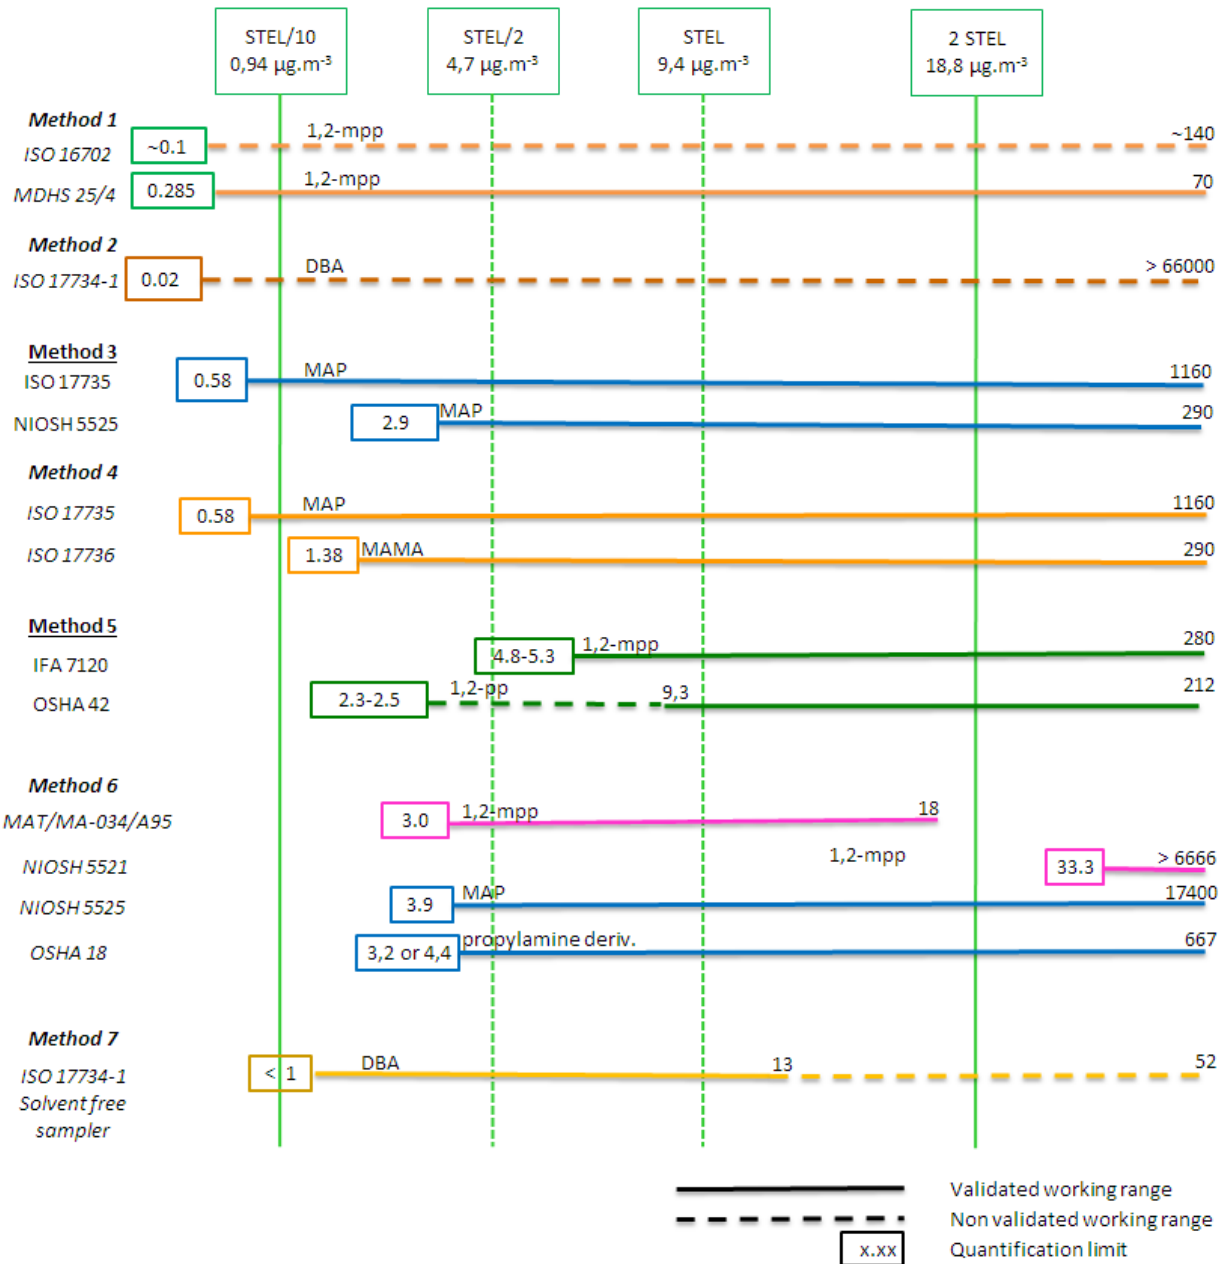 STEL/10
0,94 µg.m-3
STEL/2
4,7 µg.m-3
STEL
9,4 µg.m-3
2 STEL
18,8 µg.m-3
Method 1
ISO 16702
~0.1
1,2-mpp
~140
MDHS 25/4
0.285
1,2-mpp
70
Method 2
ISO 17734-1
0.02
DBA
> 66000
Method 3
ISO 17735
0.58
MAP
1160
NIOSH 5525
2.9
MAP
290
Method 4
ISO 17735
0.58
MAP
1160
ISO 17736
1.38
MAMA
290
Method 5
IFA 7120
4.8-5.3
1,2-mpp
280
OSHA 42
2.3-2.5
1,2-pp
9,3
212
Method 6
MAT/MA-034/A95
3.0
1,2-mpp
18
NIOSH 5521
1,2-mpp
33.3
> 6666
NIOSH 5525
3.9
MAP
17400
OSHA 18
3,2 or 4,4
propylamine deriv.
667
Method 7
ISO 17734-1
Solvent free
sampler
< 1
DBA
13
52
Validated working range
Non validated working range
x.xx
Quantification limit